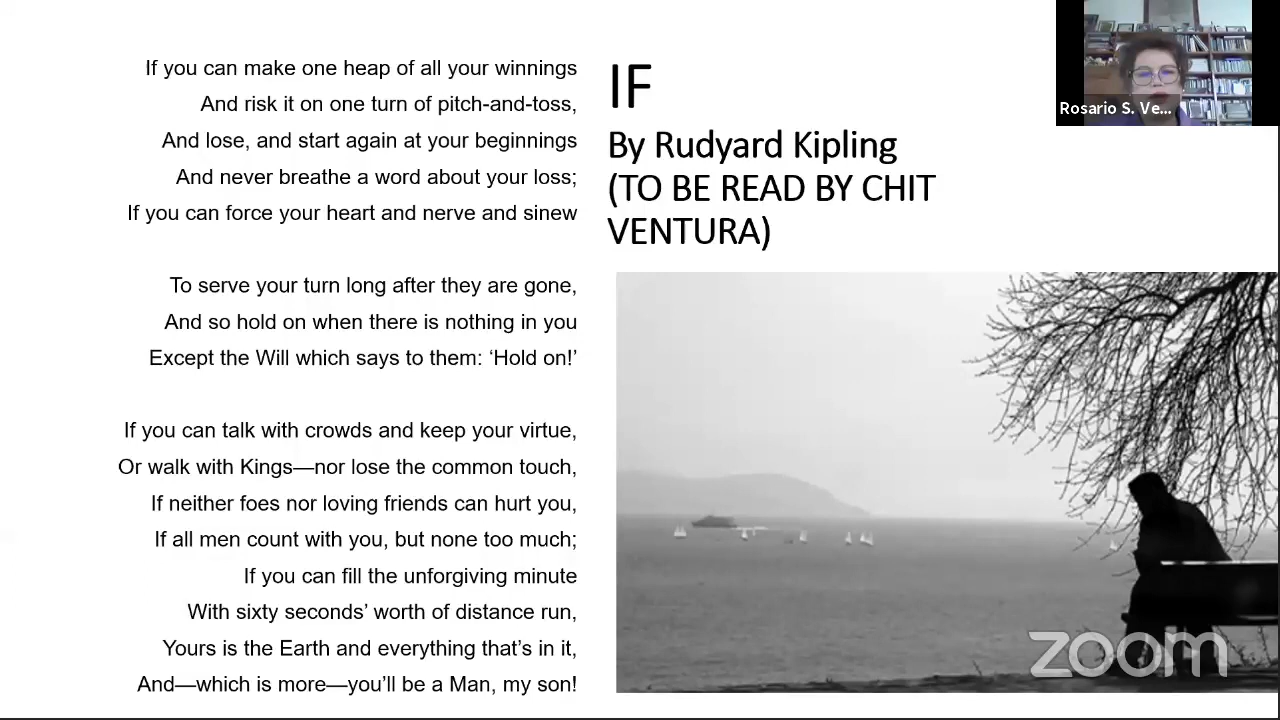 If you can make one heap of all your winnings
And risk it on one turn of pitch-and-toss,
And lose, and start again at your beginnings
And never breathe a word about your loss;
If you can force your heart and nerve and sinew
To serve your turn long after they are gone,
And so hold on when there is nothing in you
Except the Will which says to them: ‘Hold on!’
If you can talk with crowds and keep your virtue,
Or walk with Kings—nor lose the common touch,
If neither foes nor loving friends can hurt you,
If all men count with you, but none too much;
If you can fill the unforgiving minute
With sixty seconds’ worth of distance run,
Yours is the Earth and everything that’s in it,
And—which is more—you’ll be a Man, my son!
IF
By Rudyard Kipling
(TO BE READ BY CHIT
VENTURA)
Rosario S. Ve...
zoom